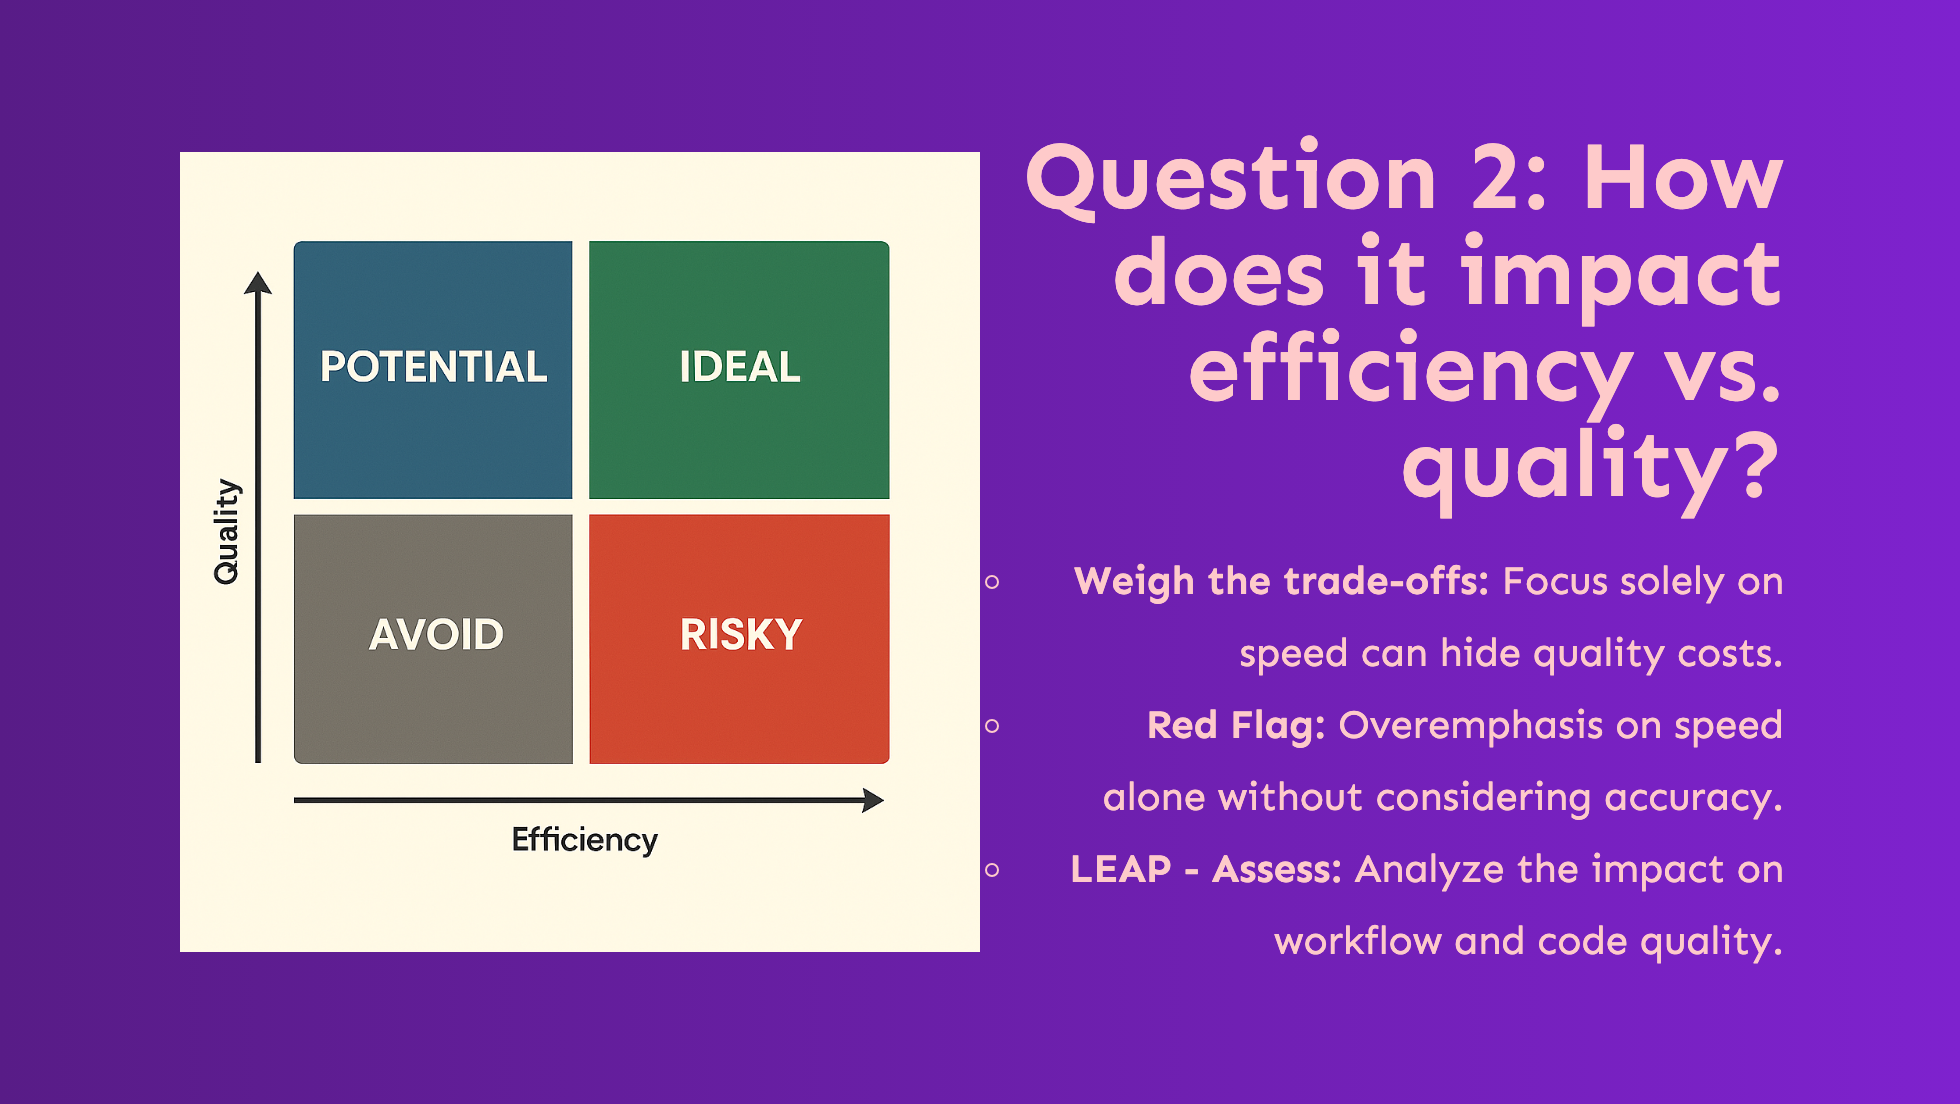 Question 2: How
does it impact
efficiency vs.
quality?
Weigh the trade-offs: Focus solely on
speed can hide quality costs.
Red Flag: Overemphasis on speed
alone without considering accuracy.
LEAP - Assess: Analyze the impact on
workflow and code quality.
Quality
POTENTIAL
IDEAL
AVOID
RISKY
Efficiency